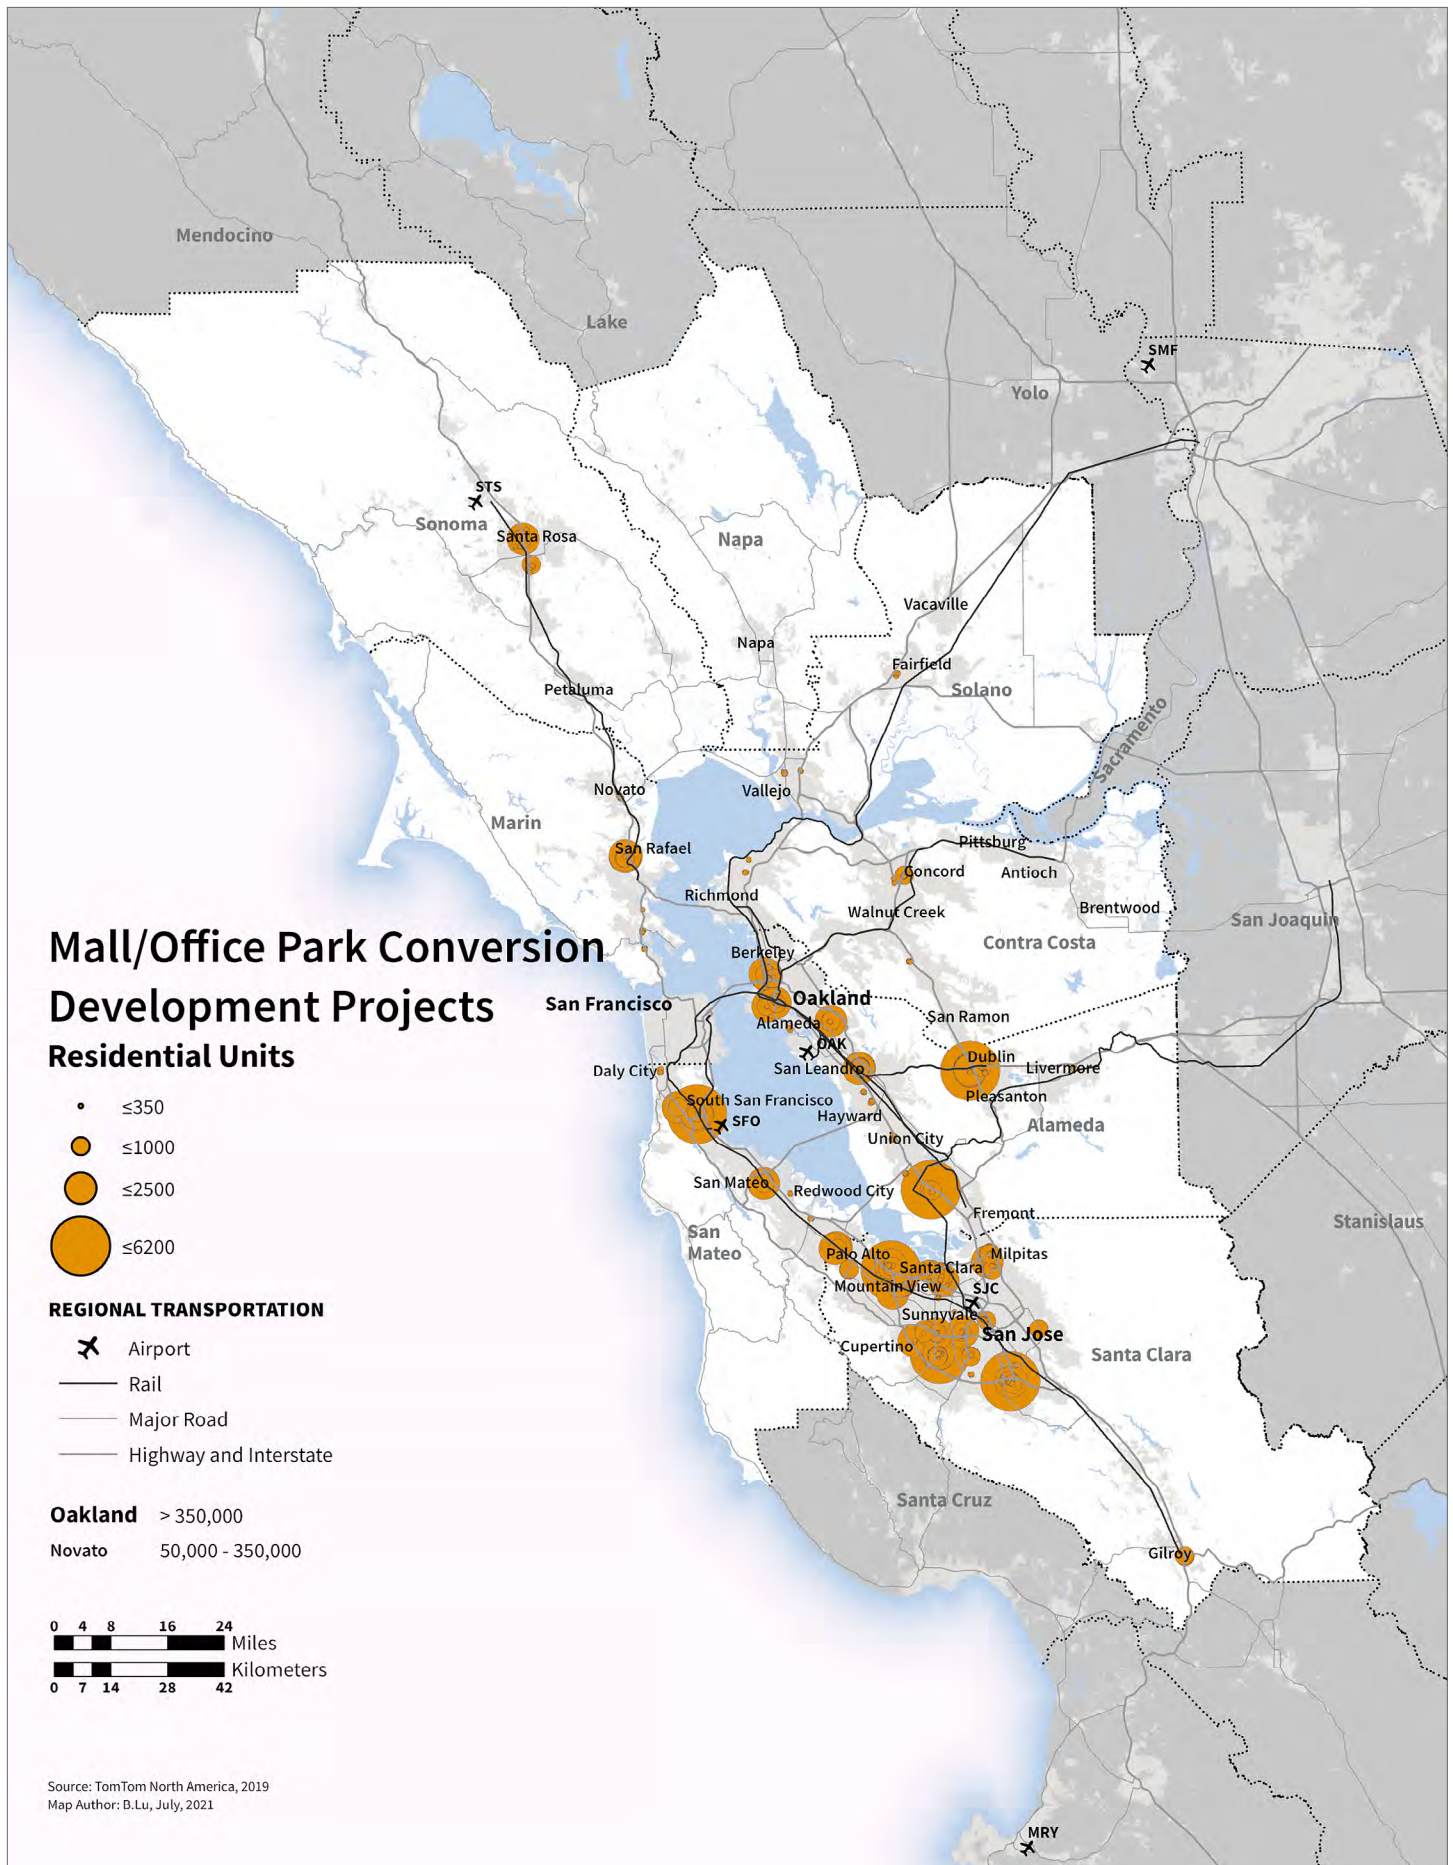 Mendocino
Lake
SMF
Yolo
STS
Sonoma
Santa Rosa
Napa
Vacaville
Napa
Fairfield
Petaluma
Solano
Sacramento
Novato
Vallejo
Marin
San Rafael
Pittsburg
Concord
Antioch
Richmond
Walnut Creek
Brentwood
San Joaquin
Contra Costa
Berkeley
Mall/Office Park Conversion
Development Projects
Residential Units
San Francisco
Oakland
Alameda
San Ramon
OAK
Dublin
Daly City
San Leandro
Livermore
Pleasanton
South San Francisco
SFO
Hayward
Alameda
Union City
San Mateo
Redwood City
Fremont
San
Mateo
Stanislaus
Palo Alto
Milpitas
Santa Clara
Mountain View
SJC
Sunnyvale
San Jose
Cupertino
Santa Clara
Santa Cruz
Gilroy
MRY
≤350
≤1000
≤2500
≤6200
REGIONAL TRANSPORTATION
Airport
Rail
Major Road
Highway and Interstate
Oakland > 350,000
Novato 50,000 - 350,000
0 4 8 16 24
Miles
Kilometers
0 7 14 28 42
Source: TomTom North America, 2019
Map Author: B.Lu, July, 2021